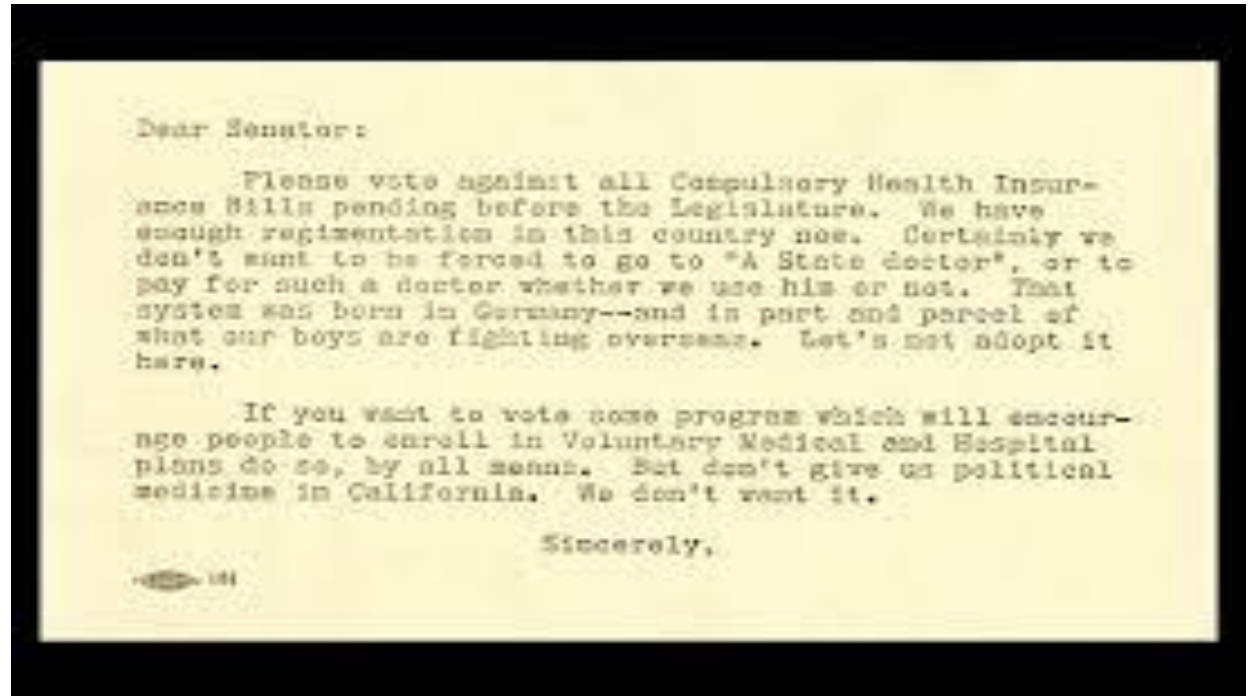 Dear Senator:
Please vote against all Compulsory Health Insur-
ance Bills pending before the Legislature. We have
enough regimentation in this country now. Certainly we
don't want to be forced to go to "A State doctor", or to
pay for such a doctor whether we use him or not. That
system was born in Germany--and is part and parcel of
what our boys are fighting overseas. Let's not adopt it
here.
If you want to vote some program which will encour-
age people to enroll in Voluntary Medical and Hospital
plans do so, by all means. But don't give us political
medicine in California. We don't want it.
Sincerely,